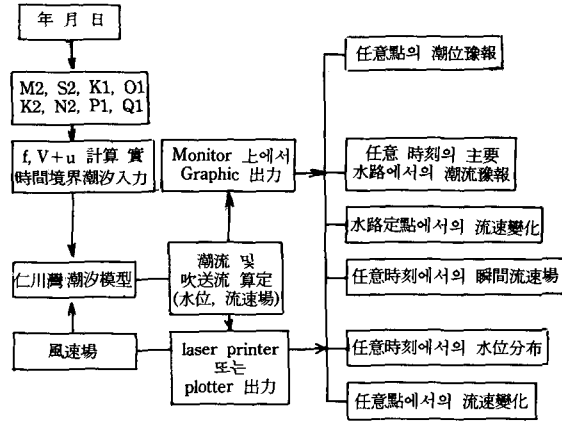 年 月 日
M2, S2, K1, O1
K2, N2, P1, Q1
f, V+u 計算 實
時間境界潮汐入力
仁川灣潮汐模型
風速場
Monitor 上에서
Graphic 出力
潮流 및
吹送流 算定
(水位, 流速場)
laser printer
또는
plotter 出力
任意點의 潮位豫報
任意 時刻의 主要
水路에서의 潮流豫報
水路定點에서의 流速變化
任意時刻에서의 瞬間流速場
任意時刻에서의 水位分布
任意點에서의 流速變化